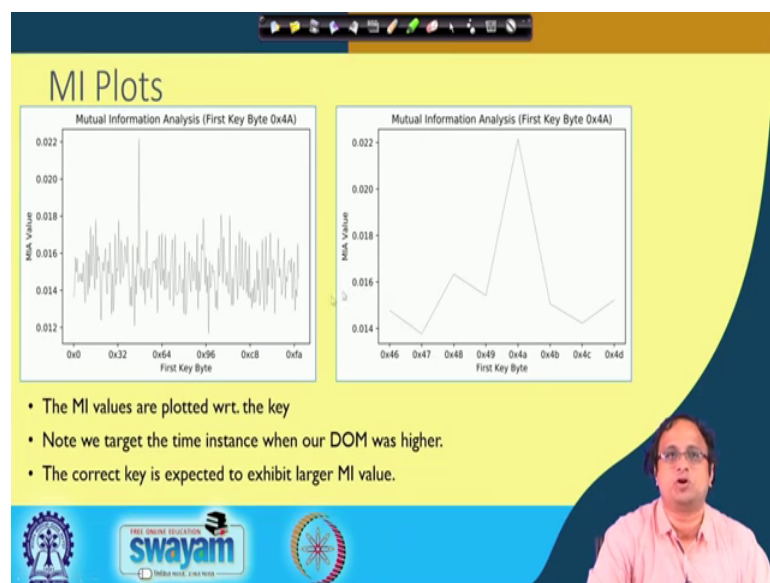 MI Plots
Mutual Information Analysis (First Key Byte 0x4A)
0.022
0.020
0.018
0.016
0.014
0.012
MIA Value
0x0 0x32 0x64 0x96 0xc8 0xfa
First Key Byte
Mutual Information Analysis (First Key Byte 0x4A)
0.022
0.020
0.018
0.016
0.014
MIA Value
0x46 0x47 0x48 0x49 0x4a 0x4b 0x4c 0x4d
First Key Byte
• The MI values are plotted wrt. the key
• Note we target the time instance when our DOM was higher.
• The correct key is expected to exhibit larger MI value.
FREE ONLINE EDUCATION
swayam